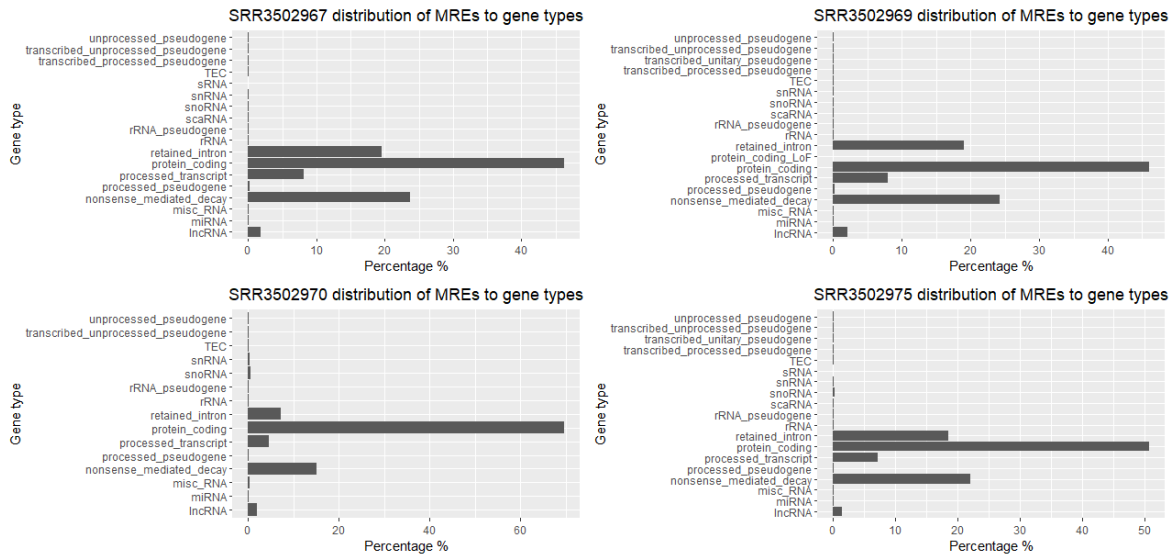 SRR3502967 distribution of MREs to gene types
unprocessed_pseudogene
transcribed_unprocessed_pseudogene
transcribed_processed_pseudogene
TEC
sRNA
snRNA
snoRNA
scaRNA
rRNA_pseudogene
rRNA
retained_intron
protein_coding
processed_transcript
processed_pseudogene
nonsense_mediated_decay
misc_RNA
miRNA
lncRNA
Gene type
0 10 20 30 40
Percentage %
SRR3502969 distribution of MREs to gene types
unprocessed_pseudogene
transcribed_unprocessed_pseudogene
transcribed_unitary_pseudogene
transcribed_processed_pseudogene
TEC
snRNA
snoRNA
scaRNA
rRNA_pseudogene
rRNA
retained_intron
protein_coding_LoF
protein_coding
processed_transcript
processed_pseudogene
nonsense_mediated_decay
misc_RNA
miRNA
lncRNA
Gene type
0 10 20 30 40
Percentage %
SRR3502970 distribution of MREs to gene types
unprocessed_pseudogene
transcribed_unprocessed_pseudogene
TEC
snRNA
snoRNA
rRNA_pseudogene
rRNA
retained_intron
protein_coding
processed_transcript
processed_pseudogene
nonsense_mediated_decay
misc_RNA
miRNA
lncRNA
Gene type
0 20 40 60
Percentage %
SRR3502975 distribution of MREs to gene types
unprocessed_pseudogene
transcribed_unprocessed_pseudogene
transcribed_unitary_pseudogene
transcribed_processed_pseudogene
TEC
sRNA
snRNA
snoRNA
scaRNA
rRNA_pseudogene
rRNA
retained_intron
protein_coding
processed_transcript
processed_pseudogene
nonsense_mediated_decay
misc_RNA
miRNA
lncRNA
Gene type
0 10 20 30 40 50
Percentage %